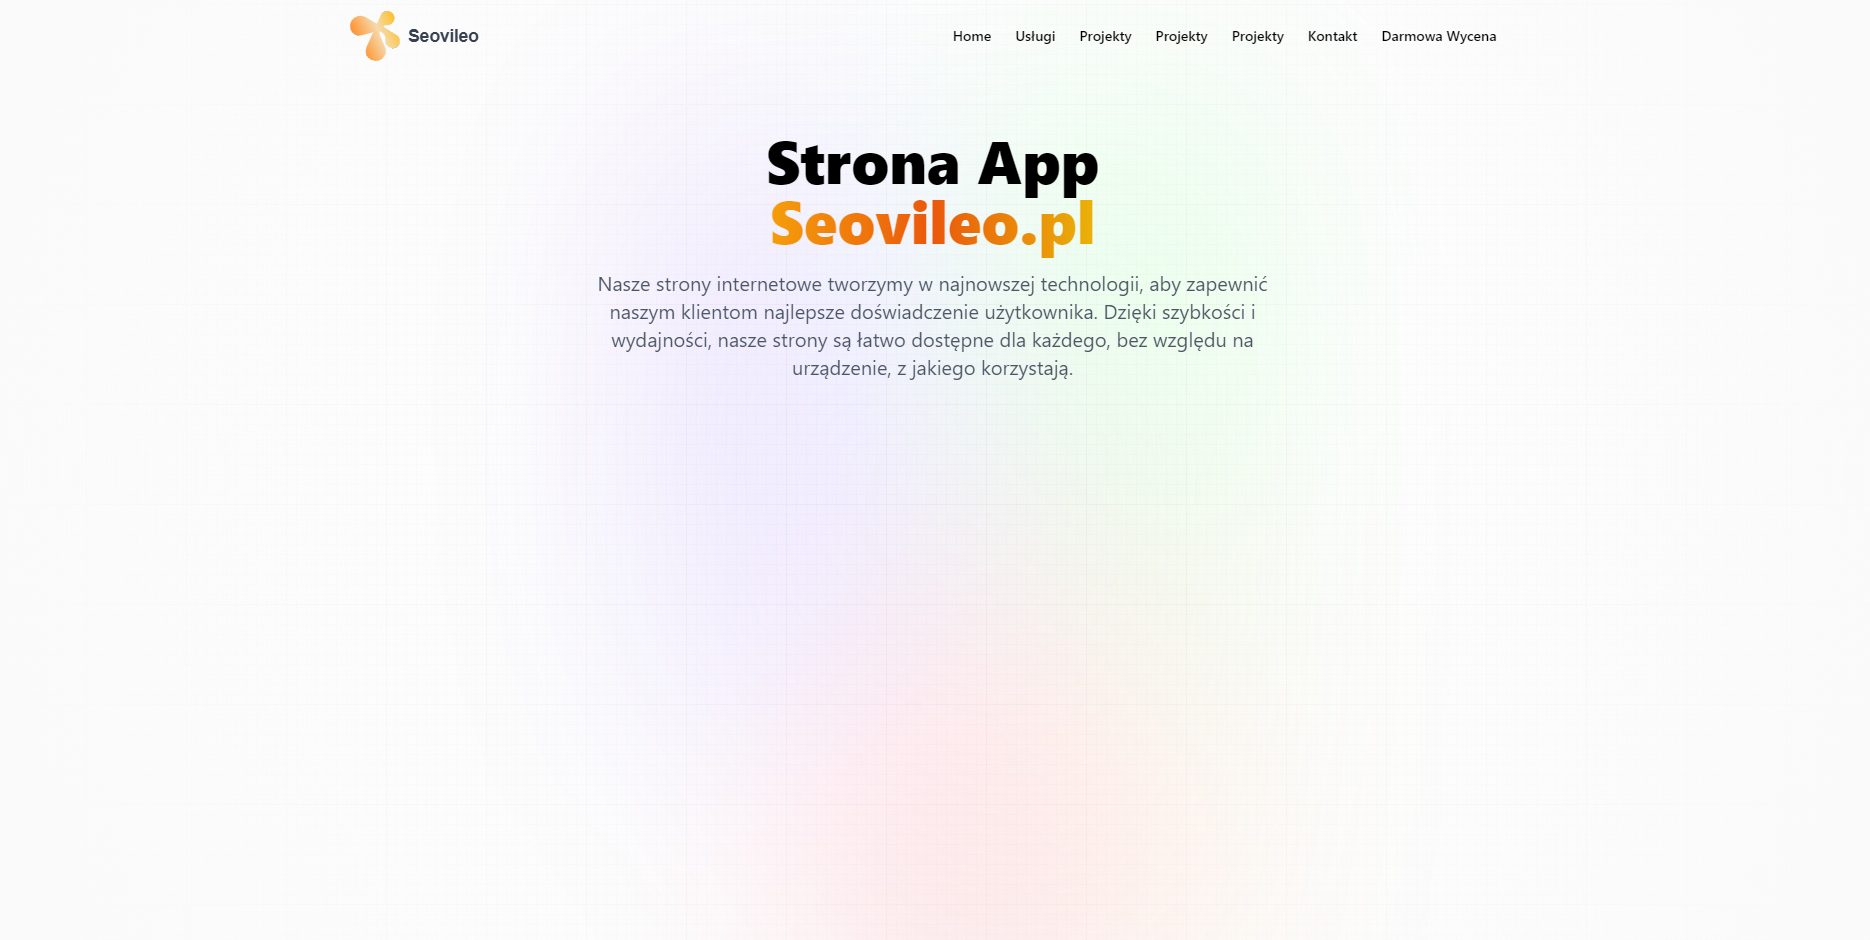 Seovileo
Home Usługi Projekty Projekty Projekty Kontakt Darmowa Wycena
Strona App
Seovileo.pl
Nasze strony internetowe tworzymy w najnowszej technologii, aby zapewnić
naszym klientom najlepsze doświadczenie użytkownika. Dzięki szybkości i
wydajności, nasze strony są łatwo dostępne dla każdego, bez względu na
urządzenie, z jakiego korzystają.